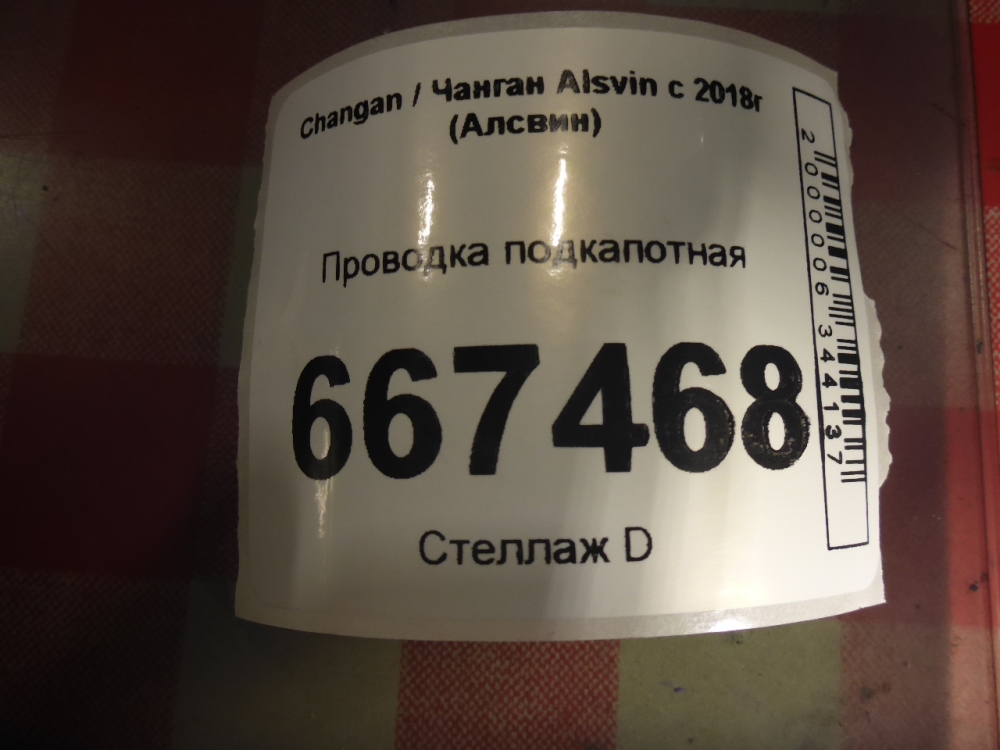 Changan / Чанган Alsvin с 2018г
(Алсвин)
Проводка подкапотная
667468
Стеллаж D
2000006344137